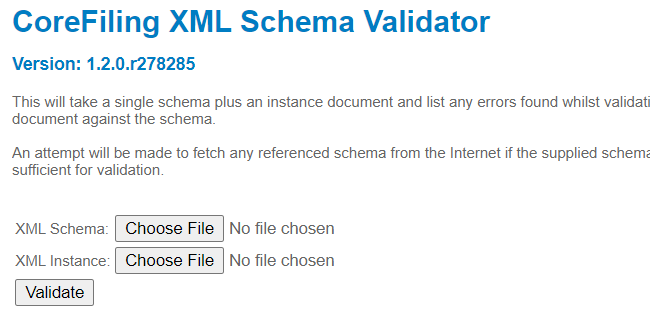 CoreFiling XML Schema Validator
Version: 1.2.0.r278285
This will take a single schema plus an instance document and list any errors found whilst validati
document against the schema.
An attempt will be made to fetch any referenced schema from the Internet if the supplied schema
sufficient for validation.
XML Schema: Choose File No file chosen
XML Instance: Choose File No file chosen
Validate